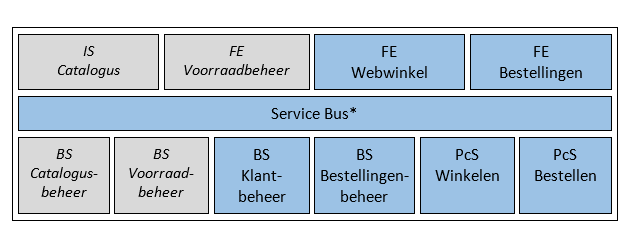 IS
Catalogus
FE
Voorraadbeheer
FE
Webwinkel
FE
Bestellingen
Service Bus*
BS
Catalogus-
beheer
BS
Voorraad-
beheer
BS
Klant-
beheer
BS
Bestellingen-
beheer
PcS
Winkelen
PcS
Bestellen